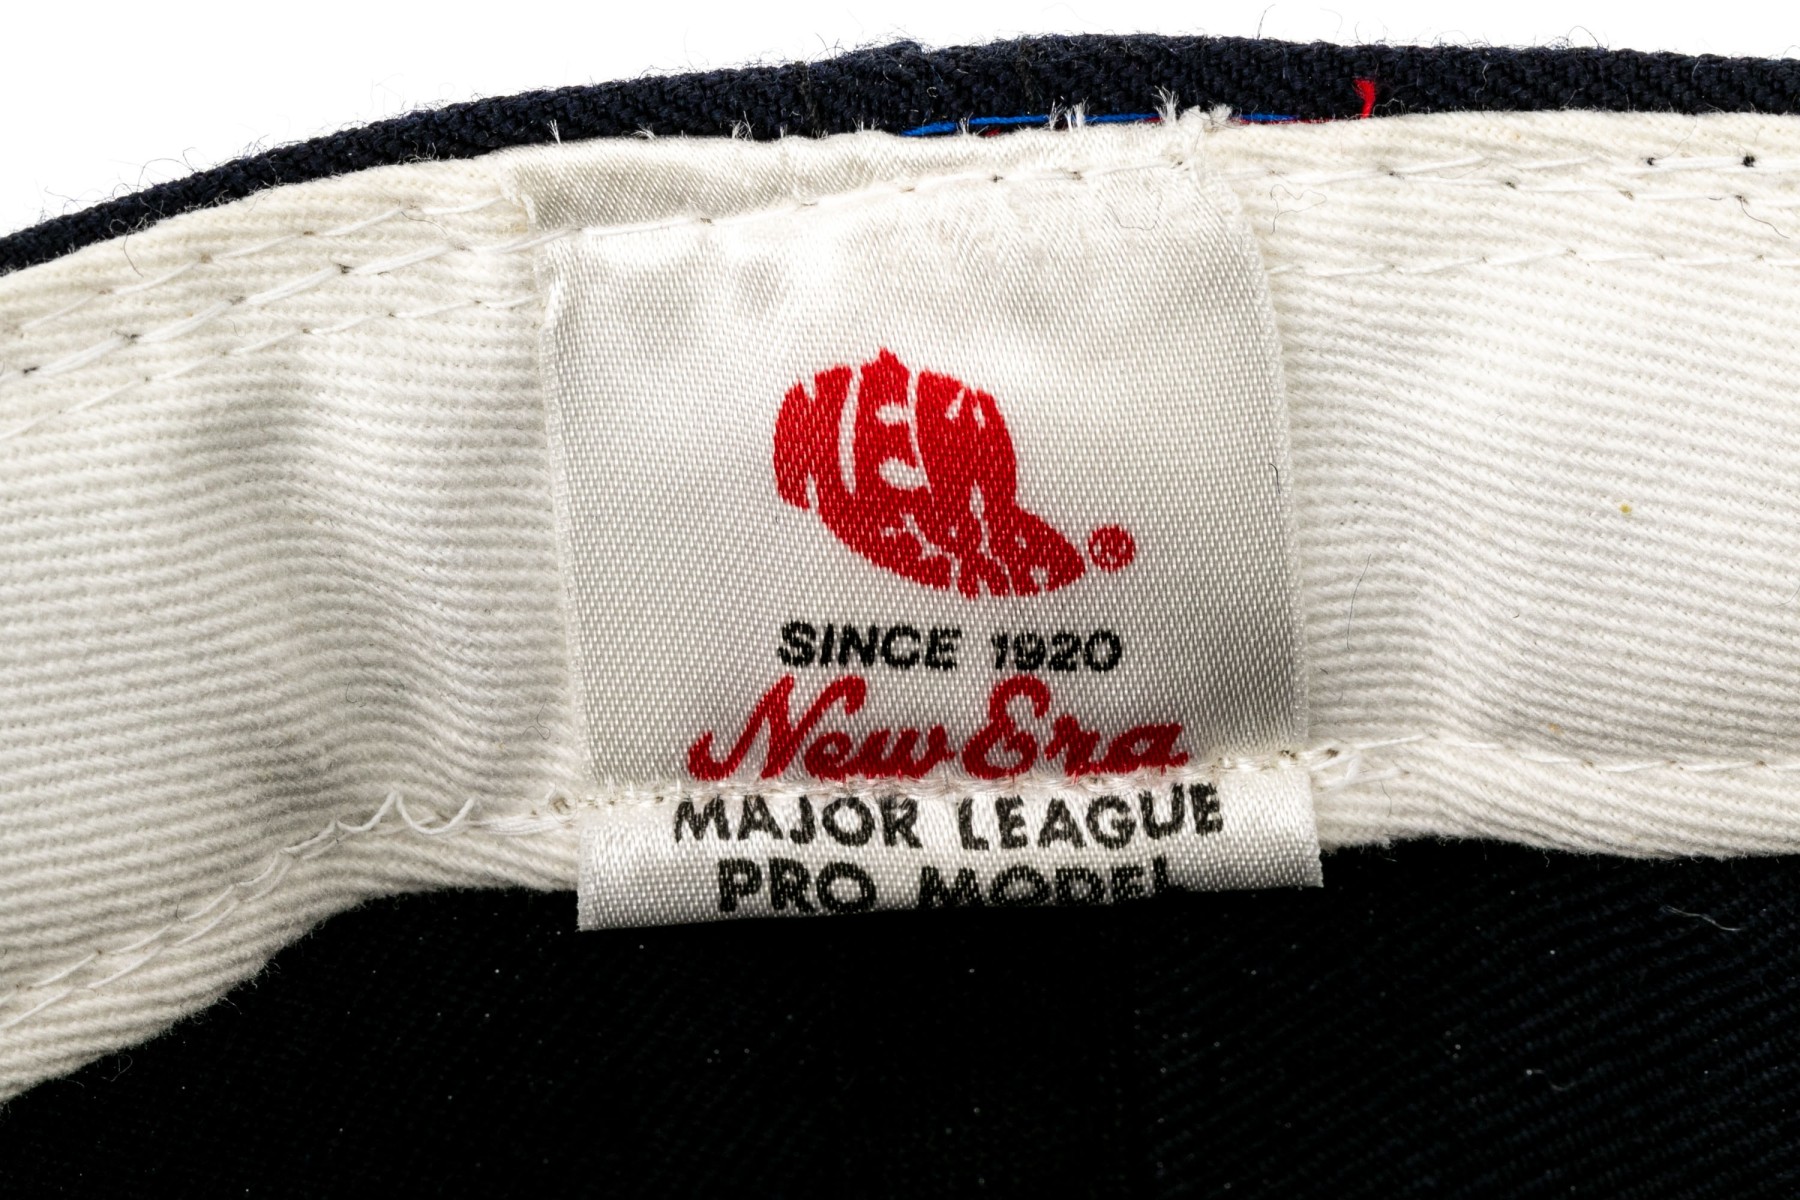 NEW
ERA ®
SINCE 1920
New Era
MAJOR LEAGUE
PRO MODEL